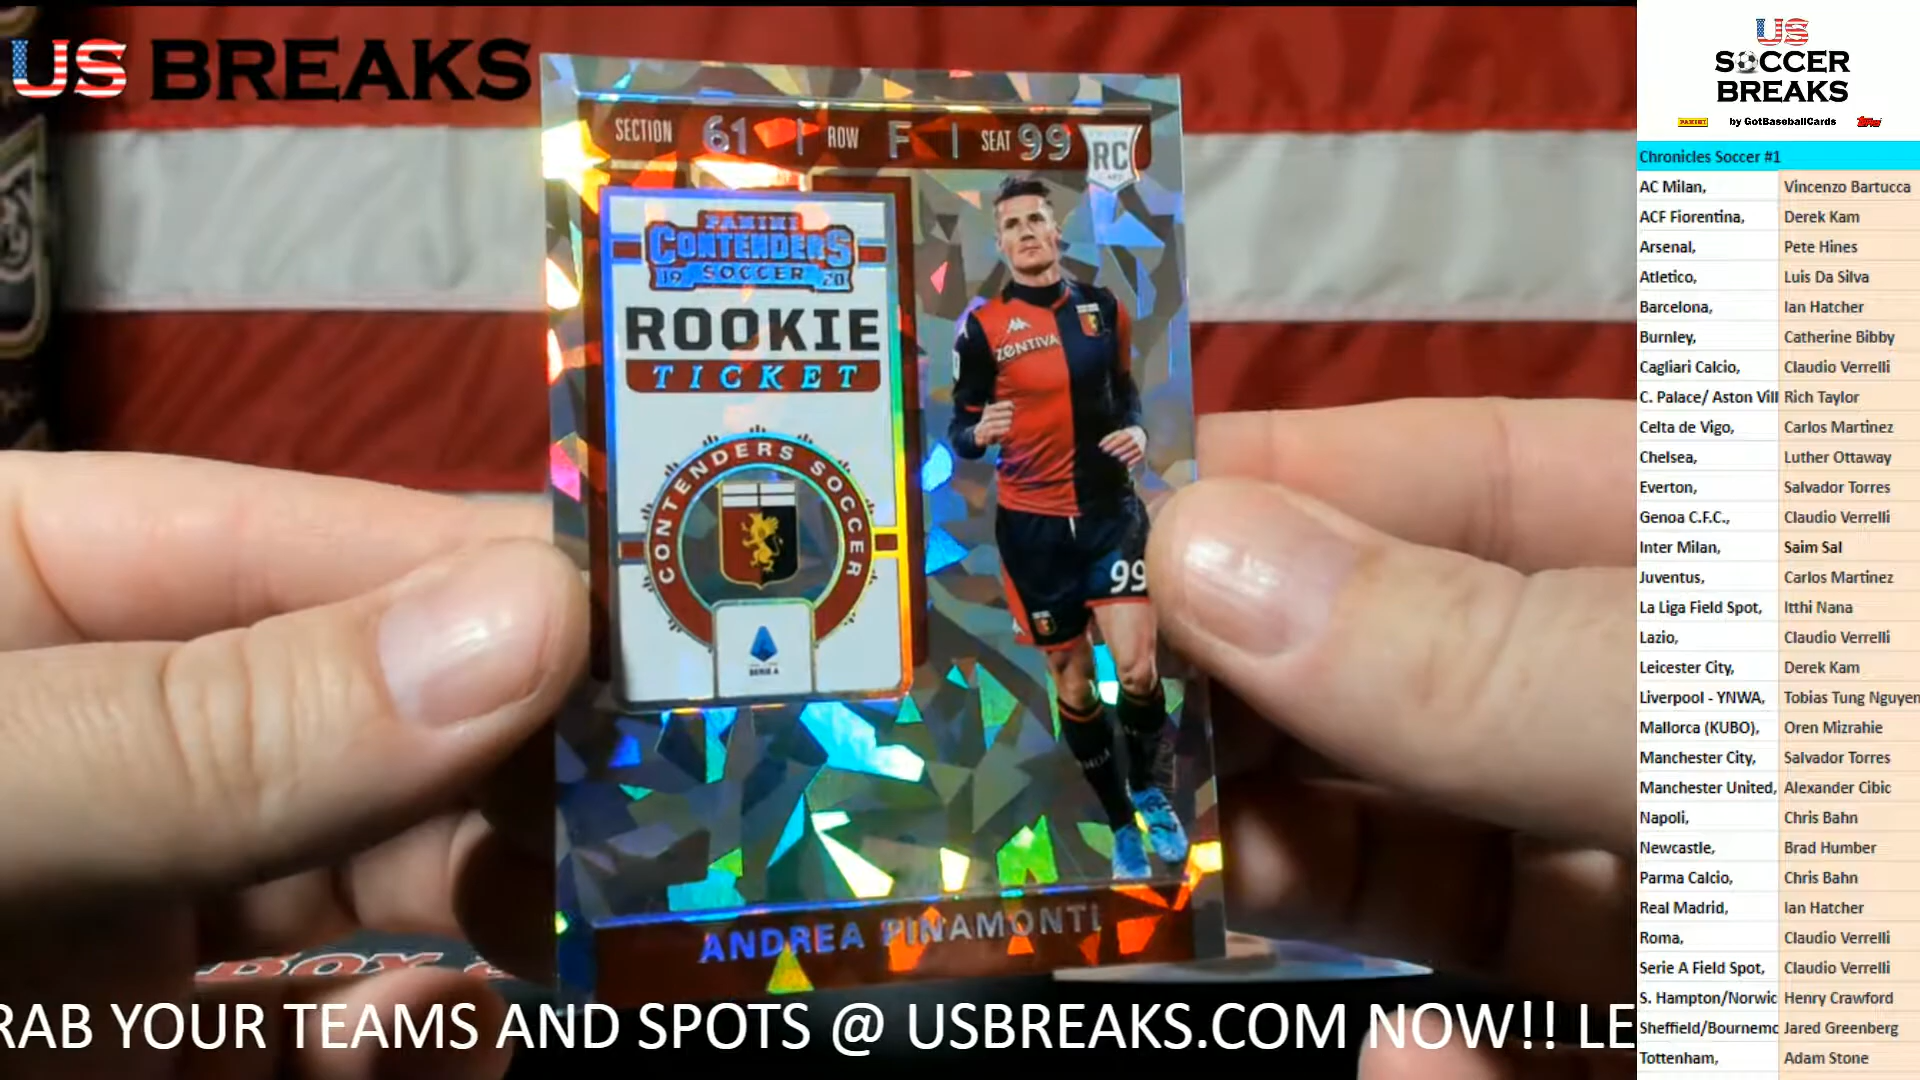 US BREAKS
SECTION 61 | ROW F | SEAT 99
RC
PANINI
CONTENDERS
19 SOCCER 20
ROOKIE
TICKET
CONTENDERS SOCCER
SERIE A
ZENTIVA
99
ANDREA PINAMONTI
BOX
RAB YOUR TEAMS AND SPOTS @ USBREAKS.COM NOW!! LE
US
SOCCER
BREAKS
PANINI by GotBaseballCards Topps
Chronicles Soccer #1
AC Milan, Vincenzo Bartucca
ACF Fiorentina, Derek Kam
Arsenal, Pete Hines
Atletico, Luis Da Silva
Barcelona, Ian Hatcher
Burnley, Catherine Bibby
Cagliari Calcio, Claudio Verrelli
C. Palace/ Aston Vill Rich Taylor
Celta de Vigo, Carlos Martinez
Chelsea, Luther Ottaway
Everton, Salvador Torres
Genoa C.F.C., Claudio Verrelli
Inter Milan, Saim Sal
Juventus, Carlos Martinez
La Liga Field Spot, Itthi Nana
Lazio, Claudio Verrelli
Leicester City, Derek Kam
Liverpool - YNWA, Tobias Tung Nguyen
Mallorca (KUBO), Oren Mizrahie
Manchester City, Salvador Torres
Manchester United, Alexander Cibic
Napoli, Chris Bahn
Newcastle, Brad Humber
Parma Calcio, Chris Bahn
Real Madrid, Ian Hatcher
Roma, Claudio Verrelli
Serie A Field Spot, Claudio Verrelli
S. Hampton/Norwic Henry Crawford
Sheffield/Bournemo Jared Greenberg
Tottenham, Adam Stone